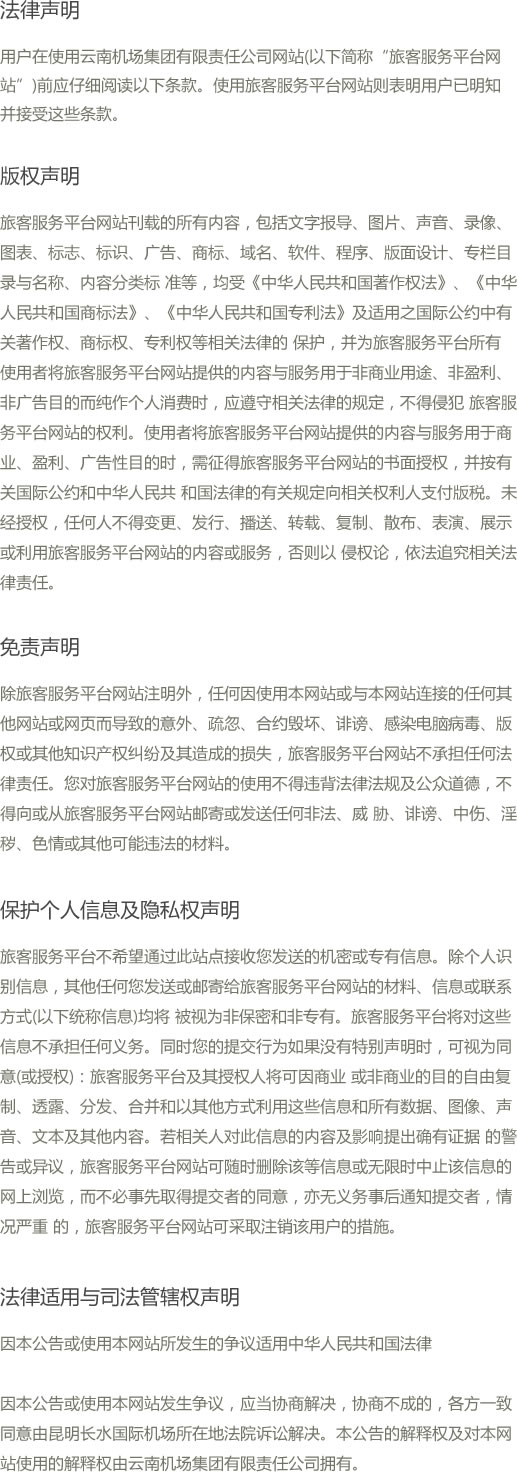 法律声明
用户在使用云南机场集团有限责任公司网站(以下简称“旅客服务平台网
站”)前应仔细阅读以下条款。使用旅客服务平台网站则表明用户已明知
并接受这些条款。
版权声明
旅客服务平台网站刊载的所有内容，包括文字报导、图片、声音、录像、
图表、标志、标识、广告、商标、域名、软件、程序、版面设计、专栏目
录与名称、内容分类标 准等，均受《中华人民共和国著作权法》、《中华
人民共和国商标法》、《中华人民共和国专利法》及适用之国际公约中有
关著作权、商标权、专利权等相关法律的 保护，并为旅客服务平台所有
使用者将旅客服务平台网站提供的内容与服务用于非商业用途、非盈利、
非广告目的而纯作个人消费时，应遵守相关法律的规定，不得侵犯 旅客服
务平台网站的权利。使用者将旅客服务平台网站提供的内容与服务用于商
业、盈利、广告性目的时，需征得旅客服务平台网站的书面授权，并按有
关国际公约和中华人民共 和国法律的有关规定向相关权利人支付版税。未
经授权，任何人不得变更、发行、播送、转载、复制、散布、表演、展示
或利用旅客服务平台网站的内容或服务，否则以 侵权论，依法追究相关法
律责任。
免责声明
除旅客服务平台网站注明外，任何因使用本网站或与本网站连接的任何其
他网站或网页而导致的意外、疏忽、合约毁坏、诽谤、感染电脑病毒、版
权或其他知识产权纠纷及其造成的损失，旅客服务平台网站不承担任何法
律责任。您对旅客服务平台网站的使用不得违背法律法规及公众道德，不
得向或从旅客服务平台网站邮寄或发送任何非法、威 胁、诽谤、中伤、淫
秽、色情或其他可能违法的材料。
保护个人信息及隐私权声明
旅客服务平台不希望通过此站点接收您发送的机密或专有信息。除个人识
别信息，其他任何您发送或邮寄给旅客服务平台网站的材料、信息或联系
方式(以下统称信息)均将 被视为非保密和非专有。旅客服务平台将对这些
信息不承担任何义务。同时您的提交行为如果没有特别声明时，可视为同
意(或授权)：旅客服务平台及其授权人将可因商业 或非商业的目的自由复
制、透露、分发、合并和以其他方式利用这些信息和所有数据、图像、声
音、文本及其他内容。若相关人对此信息的内容及影响提出确有证据 的警
告或异议，旅客服务平台网站可随时删除该等信息或无限时中止该信息的
网上浏览，而不必事先取得提交者的同意，亦无义务事后通知提交者，情
况严重 的，旅客服务平台网站可采取注销该用户的措施。
法律适用与司法管辖权声明
因本公告或使用本网站所发生的争议适用中华人民共和国法律
因本公告或使用本网站发生争议，应当协商解决，协商不成的，各方一致
同意由昆明长水国际机场所在地法院诉讼解决。本公告的解释权及对本网
站使用的解释权由云南机场集团有限责任公司拥有。